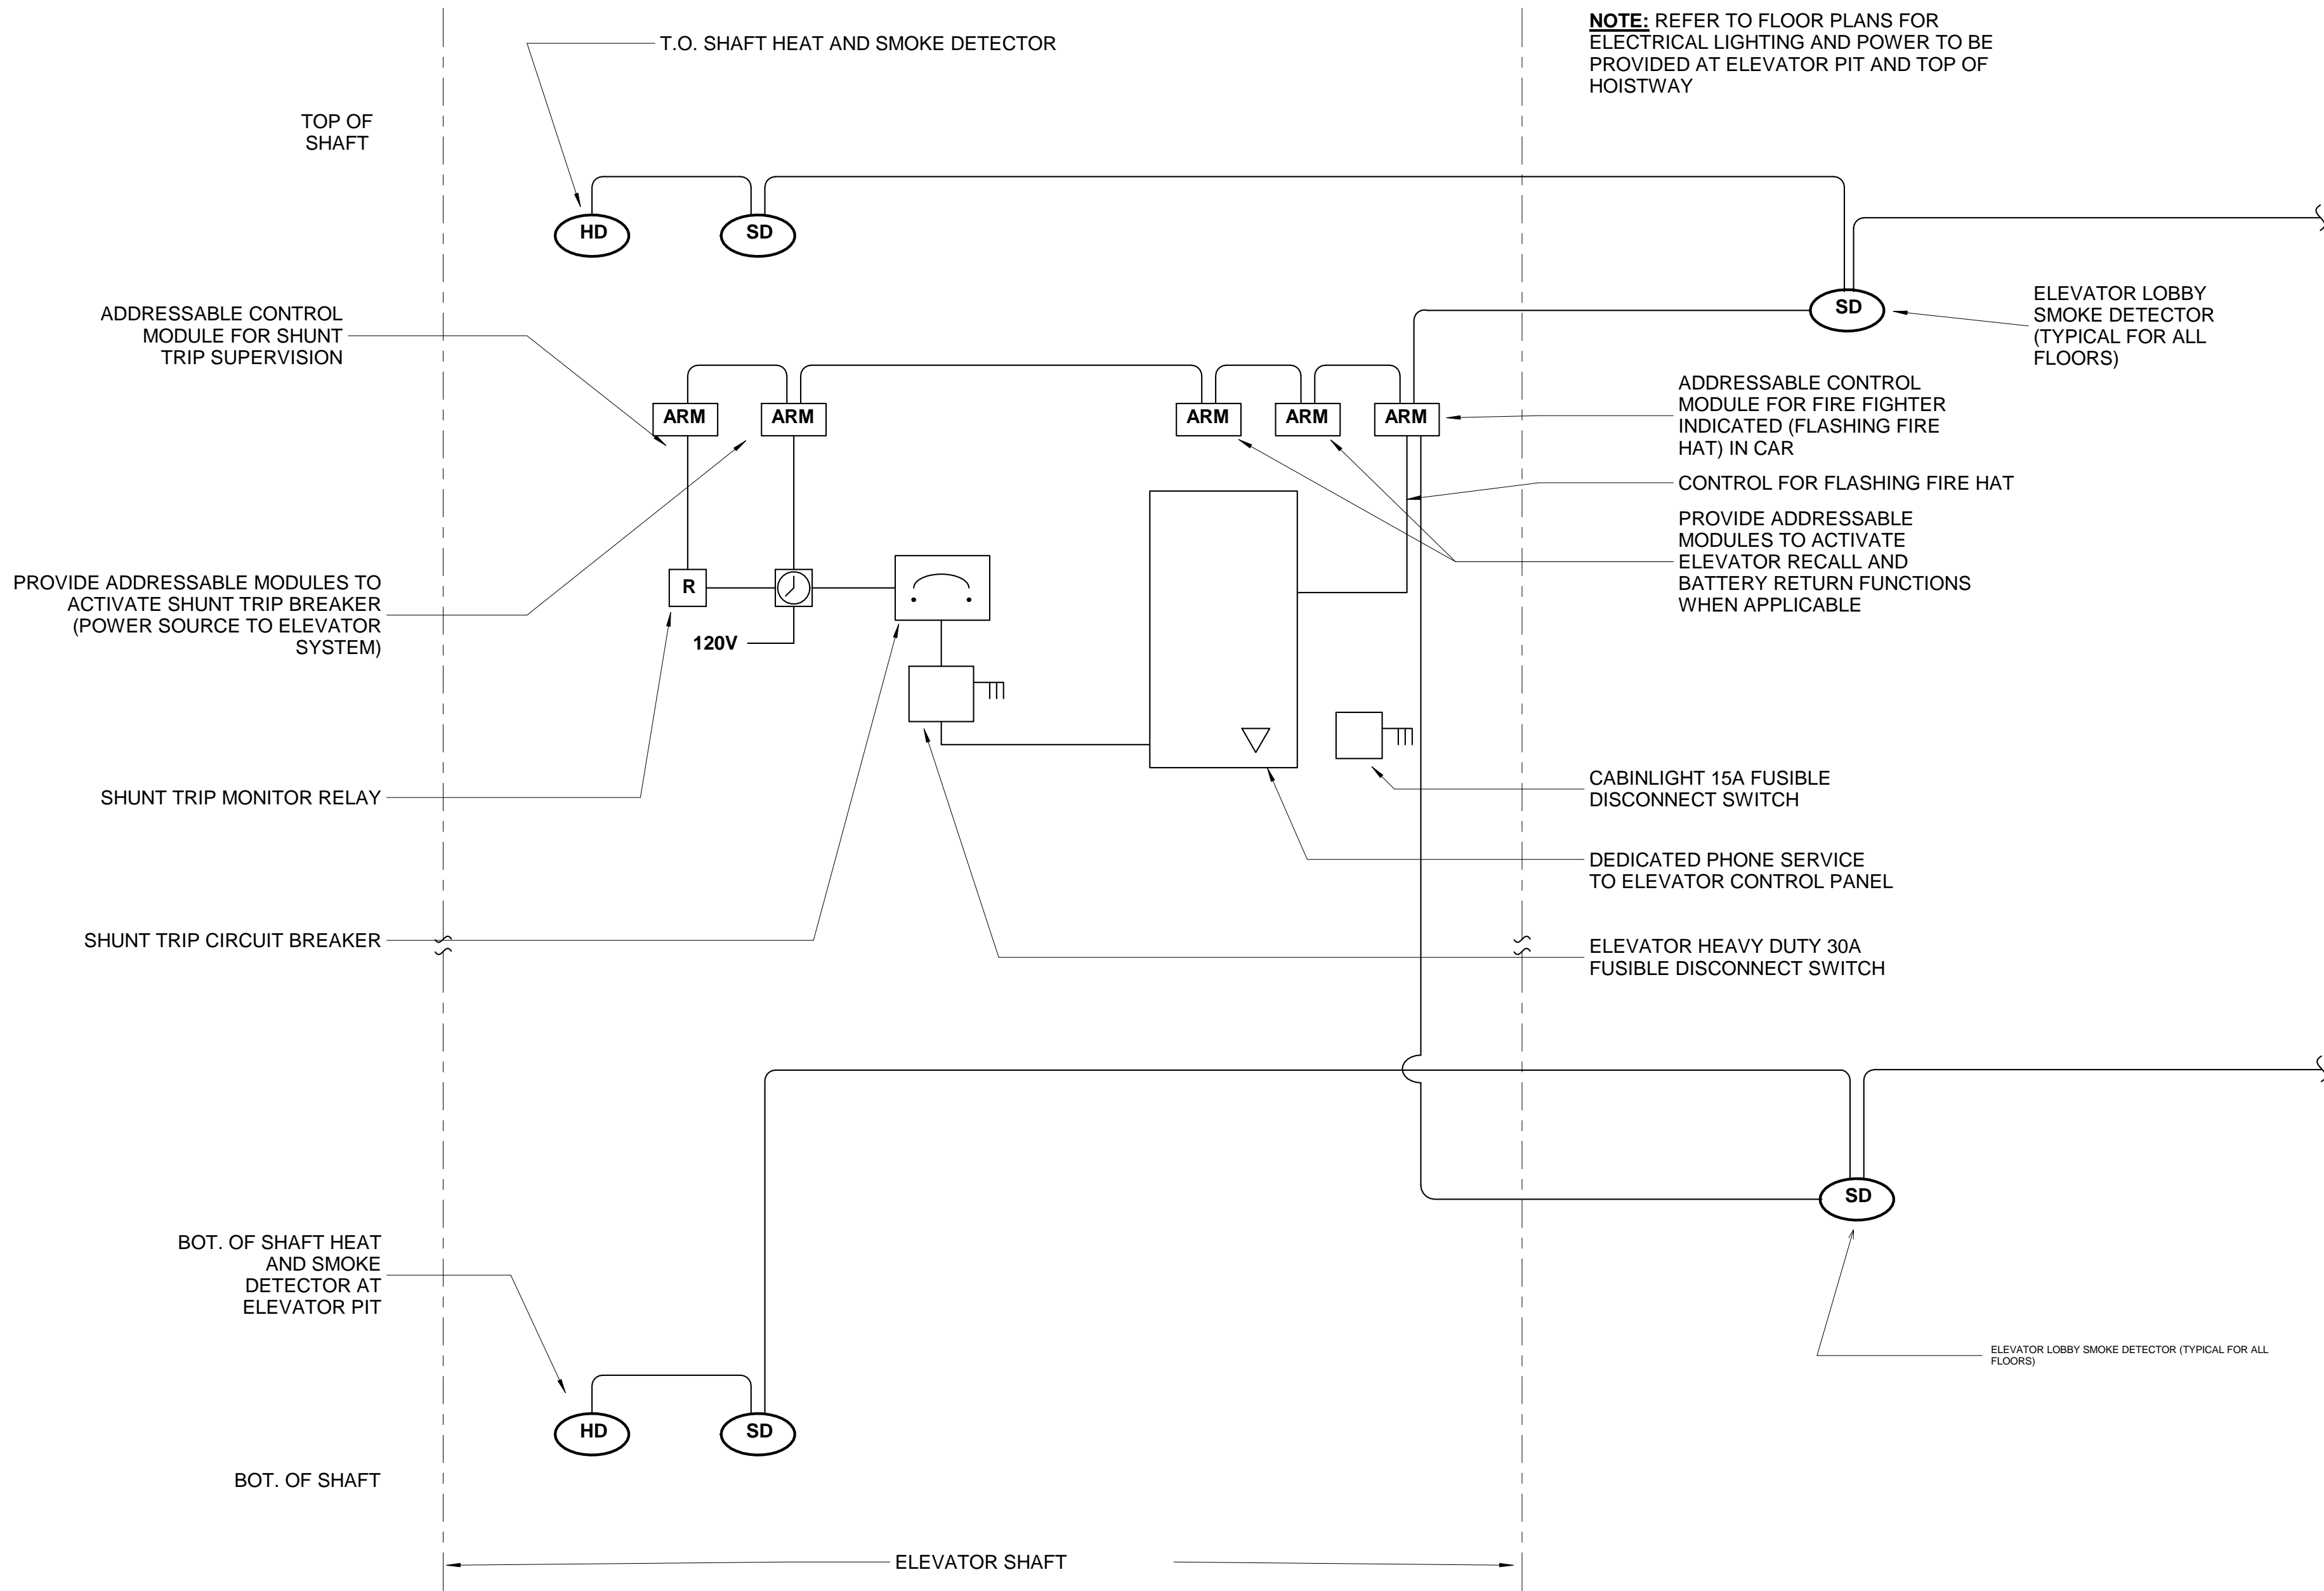 NOTE: REFER TO FLOOR PLANS FOR
ELECTRICAL LIGHTING AND POWER TO BE
PROVIDED AT ELEVATOR PIT AND TOP OF
HOISTWAY
T.O. SHAFT HEAT AND SMOKE DETECTOR
TOP OF
SHAFT
HD
SD
SD
ELEVATOR LOBBY
SMOKE DETECTOR
(TYPICAL FOR ALL
FLOORS)
ADDRESSABLE CONTROL
MODULE FOR SHUNT
TRIP SUPERVISION
ARM
ARM
ARM
ARM
ARM
ADDRESSABLE CONTROL
MODULE FOR FIRE FIGHTER
INDICATED (FLASHING FIRE
HAT) IN CAR
CONTROL FOR FLASHING FIRE HAT
PROVIDE ADDRESSABLE
MODULES TO ACTIVATE
ELEVATOR RECALL AND
BATTERY RETURN FUNCTIONS
WHEN APPLICABLE
PROVIDE ADDRESSABLE MODULES TO
ACTIVATE SHUNT TRIP BREAKER
(POWER SOURCE TO ELEVATOR
SYSTEM)
R
120V
SHUNT TRIP MONITOR RELAY
CABINLIGHT 15A FUSIBLE
DISCONNECT SWITCH
DEDICATED PHONE SERVICE
TO ELEVATOR CONTROL PANEL
SHUNT TRIP CIRCUIT BREAKER
ELEVATOR HEAVY DUTY 30A
FUSIBLE DISCONNECT SWITCH
SD
BOT. OF SHAFT HEAT
AND SMOKE
DETECTOR AT
ELEVATOR PIT
ELEVATOR LOBBY SMOKE DETECTOR (TYPICAL FOR ALL
FLOORS)
HD
SD
BOT. OF SHAFT
ELEVATOR SHAFT